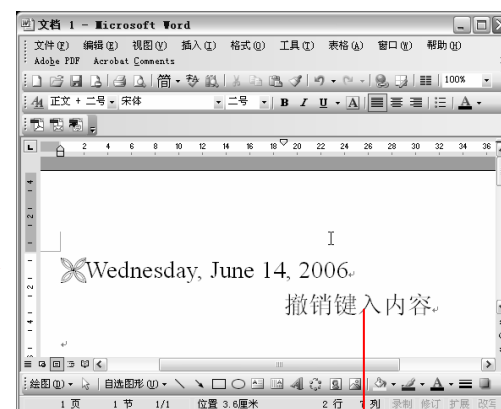 文档 1 - Microsoft Word
文件(F) 编辑(E) 视图(V) 插入(I) 格式(O) 工具(T) 表格(A) 窗口(W) 帮助(H)
Adobe PDF Acrobat Comments
简 100%
正文 + 二号 宋体 二号 B I U A A
L 2 4 6 8 10 12 14 16 18 20 22 24 26 28 30 32 34 36
Wednesday, June 14, 2006
撤销键入内容
绘图(D) 自选图形(U) A
1 页 1 节 1/1 位置 3.6厘米 2 行 7 列 录制 修订 扩展 改写